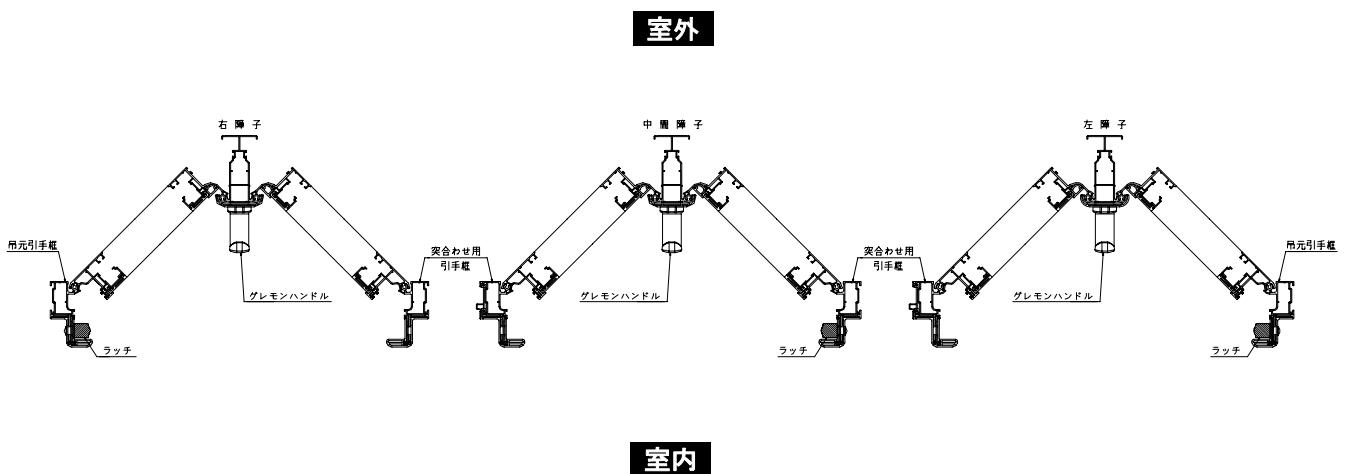 室外
右障子
中間障子
左障子
吊元引手框
突合わせ用
引手框
突合わせ用
引手框
吊元引手框
グレモンハンドル
グレモンハンドル
グレモンハンドル
ラッチ
ラッチ
ラッチ
室内